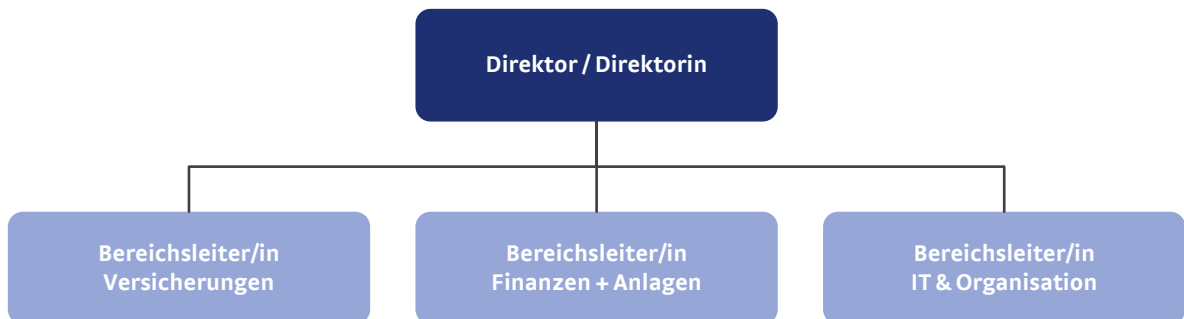 Direktor / Direktorin
Bereichsleiter/in
Versicherungen
Bereichsleiter/in
Finanzen + Anlagen
Bereichsleiter/in
IT & Organisation